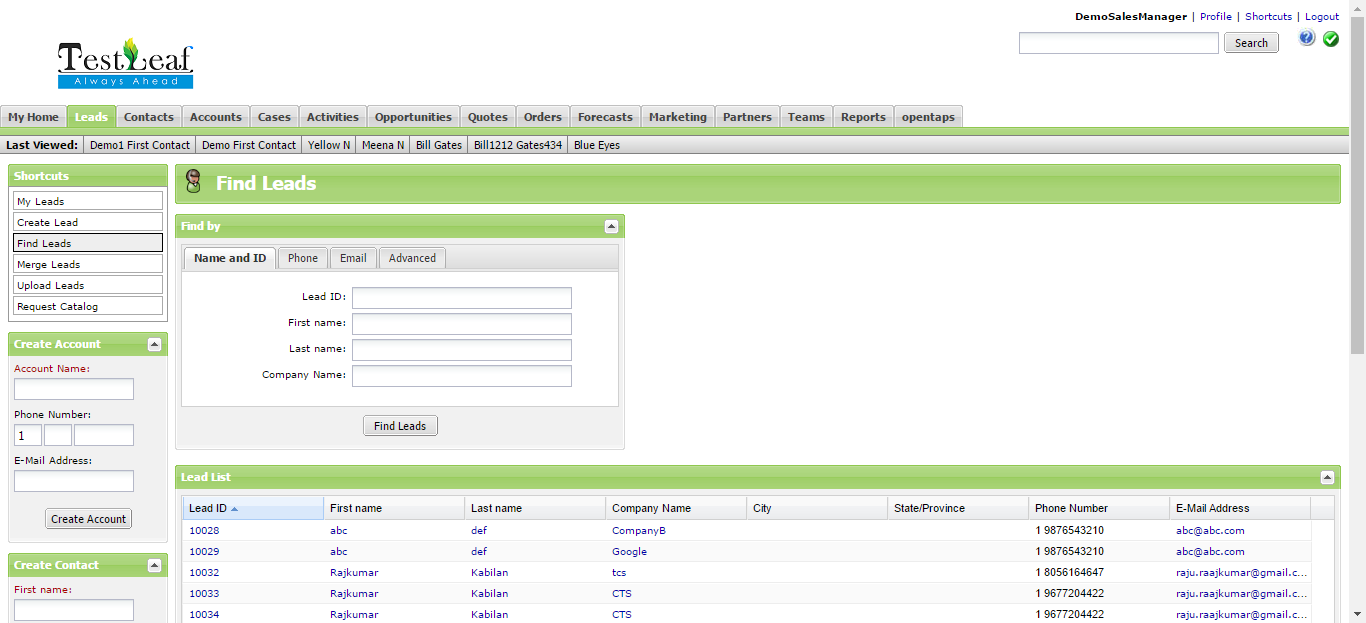 DemoSalesManager | Profile | Shortcuts | Logout
Search
TestLeaf
Always Ahead
My Home Leads Contacts Accounts Cases Activities Opportunities Quotes Orders Forecasts Marketing Partners Teams Reports opentaps
Last Viewed: Demo1 First Contact Demo First Contact Yellow N Meena N Bill Gates Bill1212 Gates434 Blue Eyes
Shortcuts
My Leads
Create Lead
Find Leads
Merge Leads
Upload Leads
Request Catalog
Create Account
Account Name:
Phone Number:
1
E-Mail Address:
Create Account
Create Contact
First name:
Find Leads
Find by
Name and ID Phone Email Advanced
Lead ID:
First name:
Last name:
Company Name:
Find Leads
Lead List
Lead ID First name Last name Company Name City State/Province Phone Number E-Mail Address
10028 abc def CompanyB 1 9876543210 abc@abc.com
10029 abc def Google 1 9876543210 abc@abc.com
10032 Rajkumar Kabilan tcs 1 8056164647 raju.raajkumar@gmail.c...
10033 Rajkumar Kabilan CTS 1 9677204422 raju.raajkumar@gmail.c...
10034 Rajkumar Kabilan CTS 1 9677204422 raju.raajkumar@gmail.c...